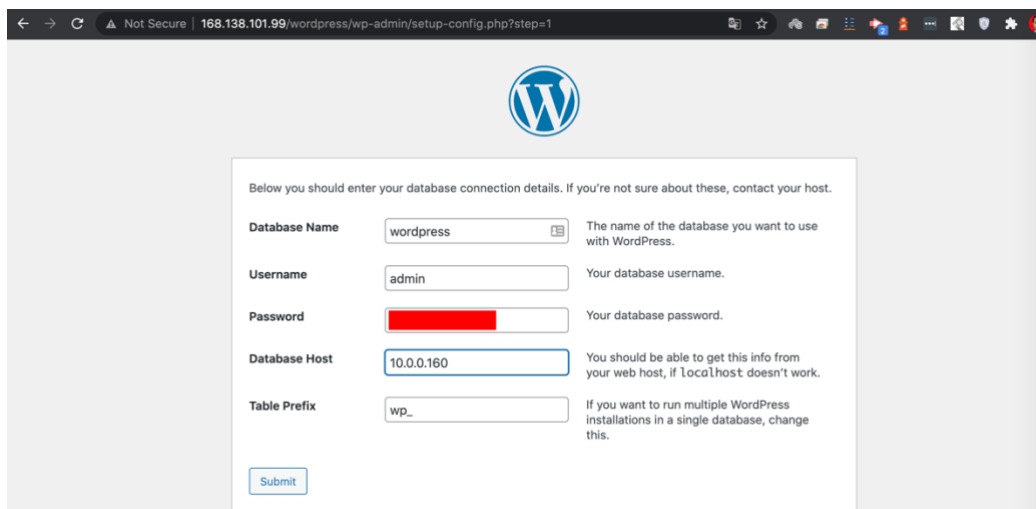 Not Secure | 168.138.101.99/wordpress/wp-admin/setup-config.php?step=1
2
W
Below you should enter your database connection details. If you're not sure about these, contact your host.
Database Name
wordpress
The name of the database you want to use
with WordPress.
Username
admin
Your database username.
Password
Your database password.
Database Host
10.0.0.160
You should be able to get this info from
your web host, if localhost doesn't work.
Table Prefix
wp_
If you want to run multiple WordPress
installations in a single database, change
this.
Submit